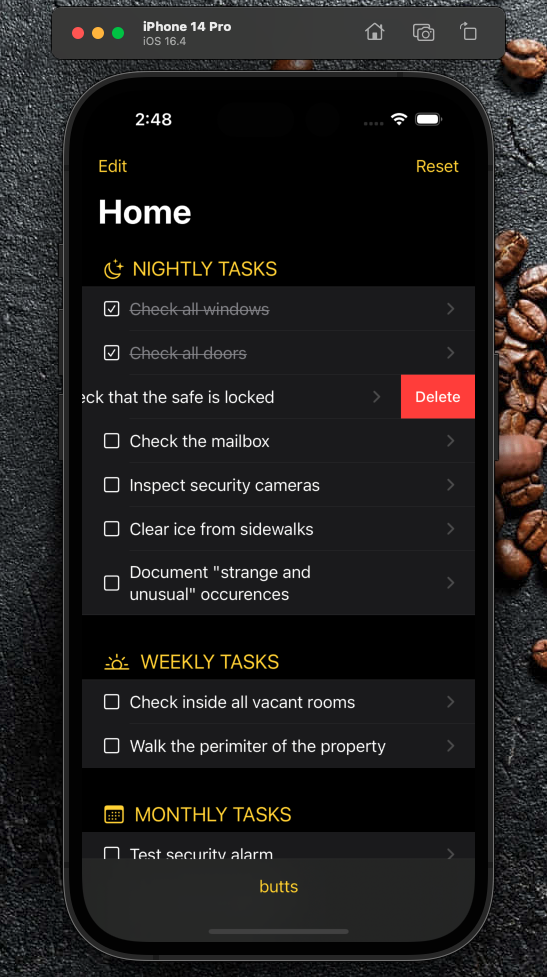 iPhone 14 Pro
iOS 16.4
2:48
Edit
Reset
Home
NIGHTLY TASKS
Check all windows
Check all doors
eck that the safe is locked
Delete
Check the mailbox
Inspect security cameras
Clear ice from sidewalks
Document "strange and
unusual" occurences
WEEKLY TASKS
Check inside all vacant rooms
Walk the perimiter of the property
MONTHLY TASKS
Test security alarm
butts